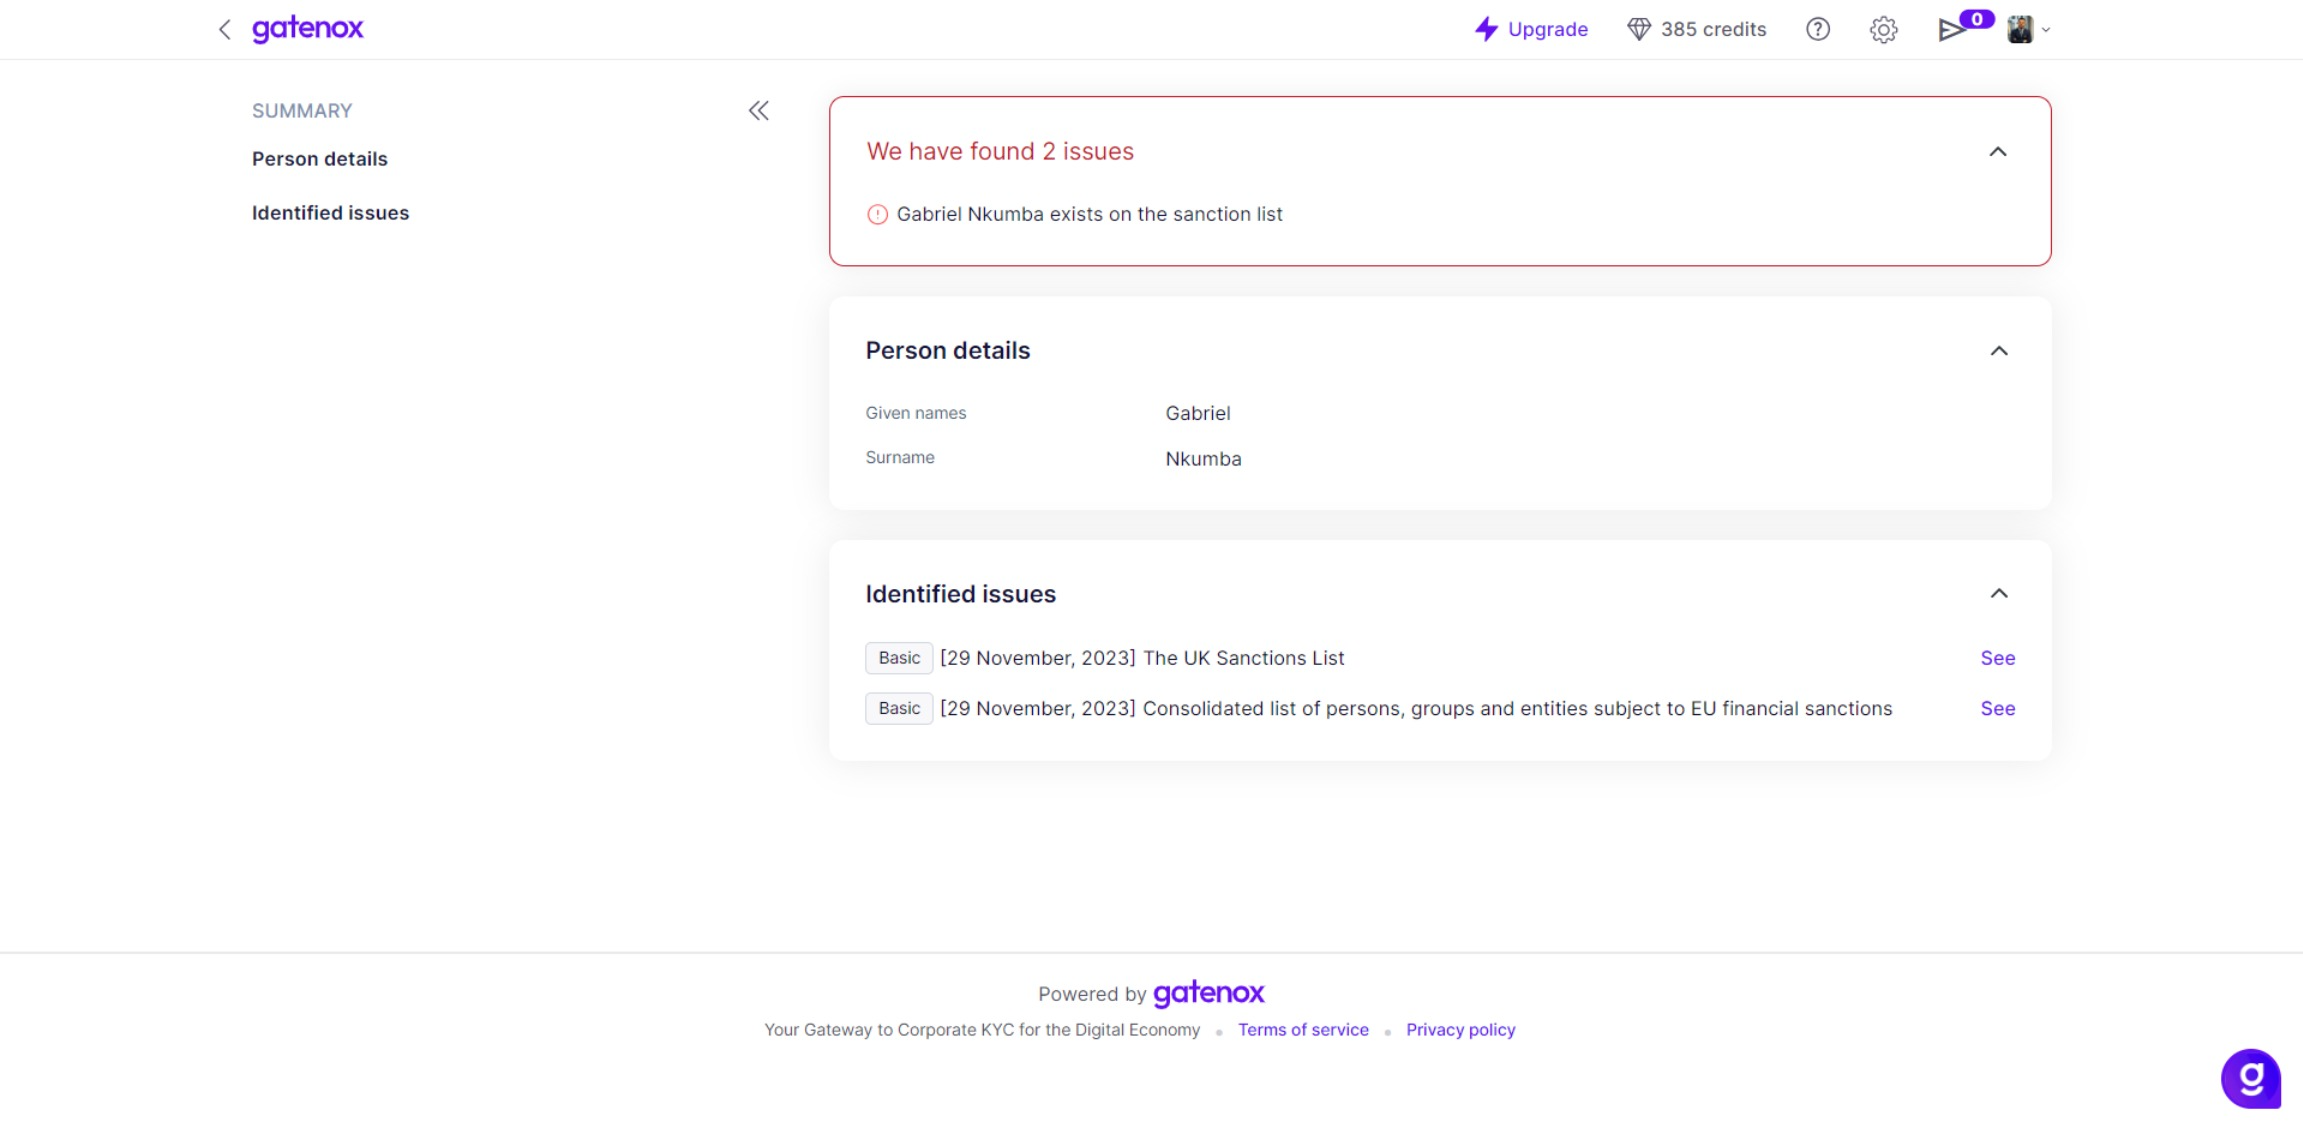 gatenox
Upgrade
385 credits
0
SUMMARY
Person details
Identified issues
We have found 2 issues
Gabriel Nkumba exists on the sanction list
Person details
Given names Gabriel
Surname Nkumba
Identified issues
Basic [29 November, 2023] The UK Sanctions List See
Basic [29 November, 2023] Consolidated list of persons, groups and entities subject to EU financial sanctions See
Powered by gatenox
Your Gateway to Corporate KYC for the Digital Economy • Terms of service • Privacy policy
g